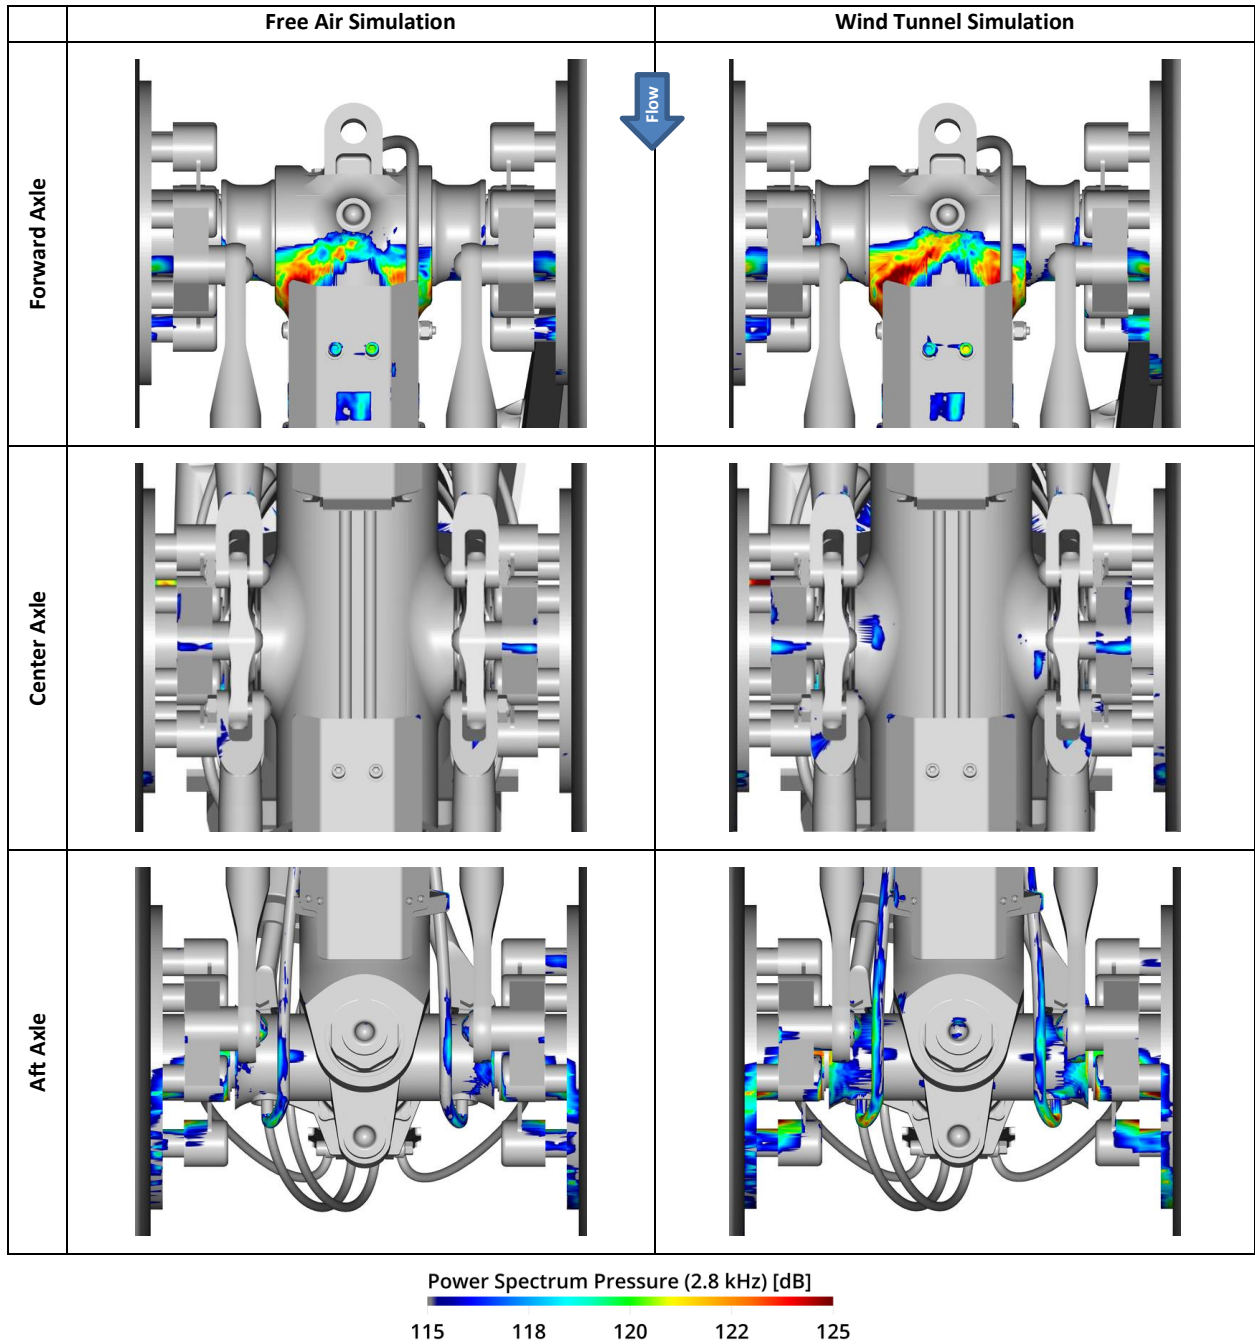 Free Air Simulation
Wind Tunnel Simulation
Flow
Forward Axle
Center Axle
Aft Axle
Power Spectrum Pressure (2.8 kHz) [dB]
115 118 120 122 125